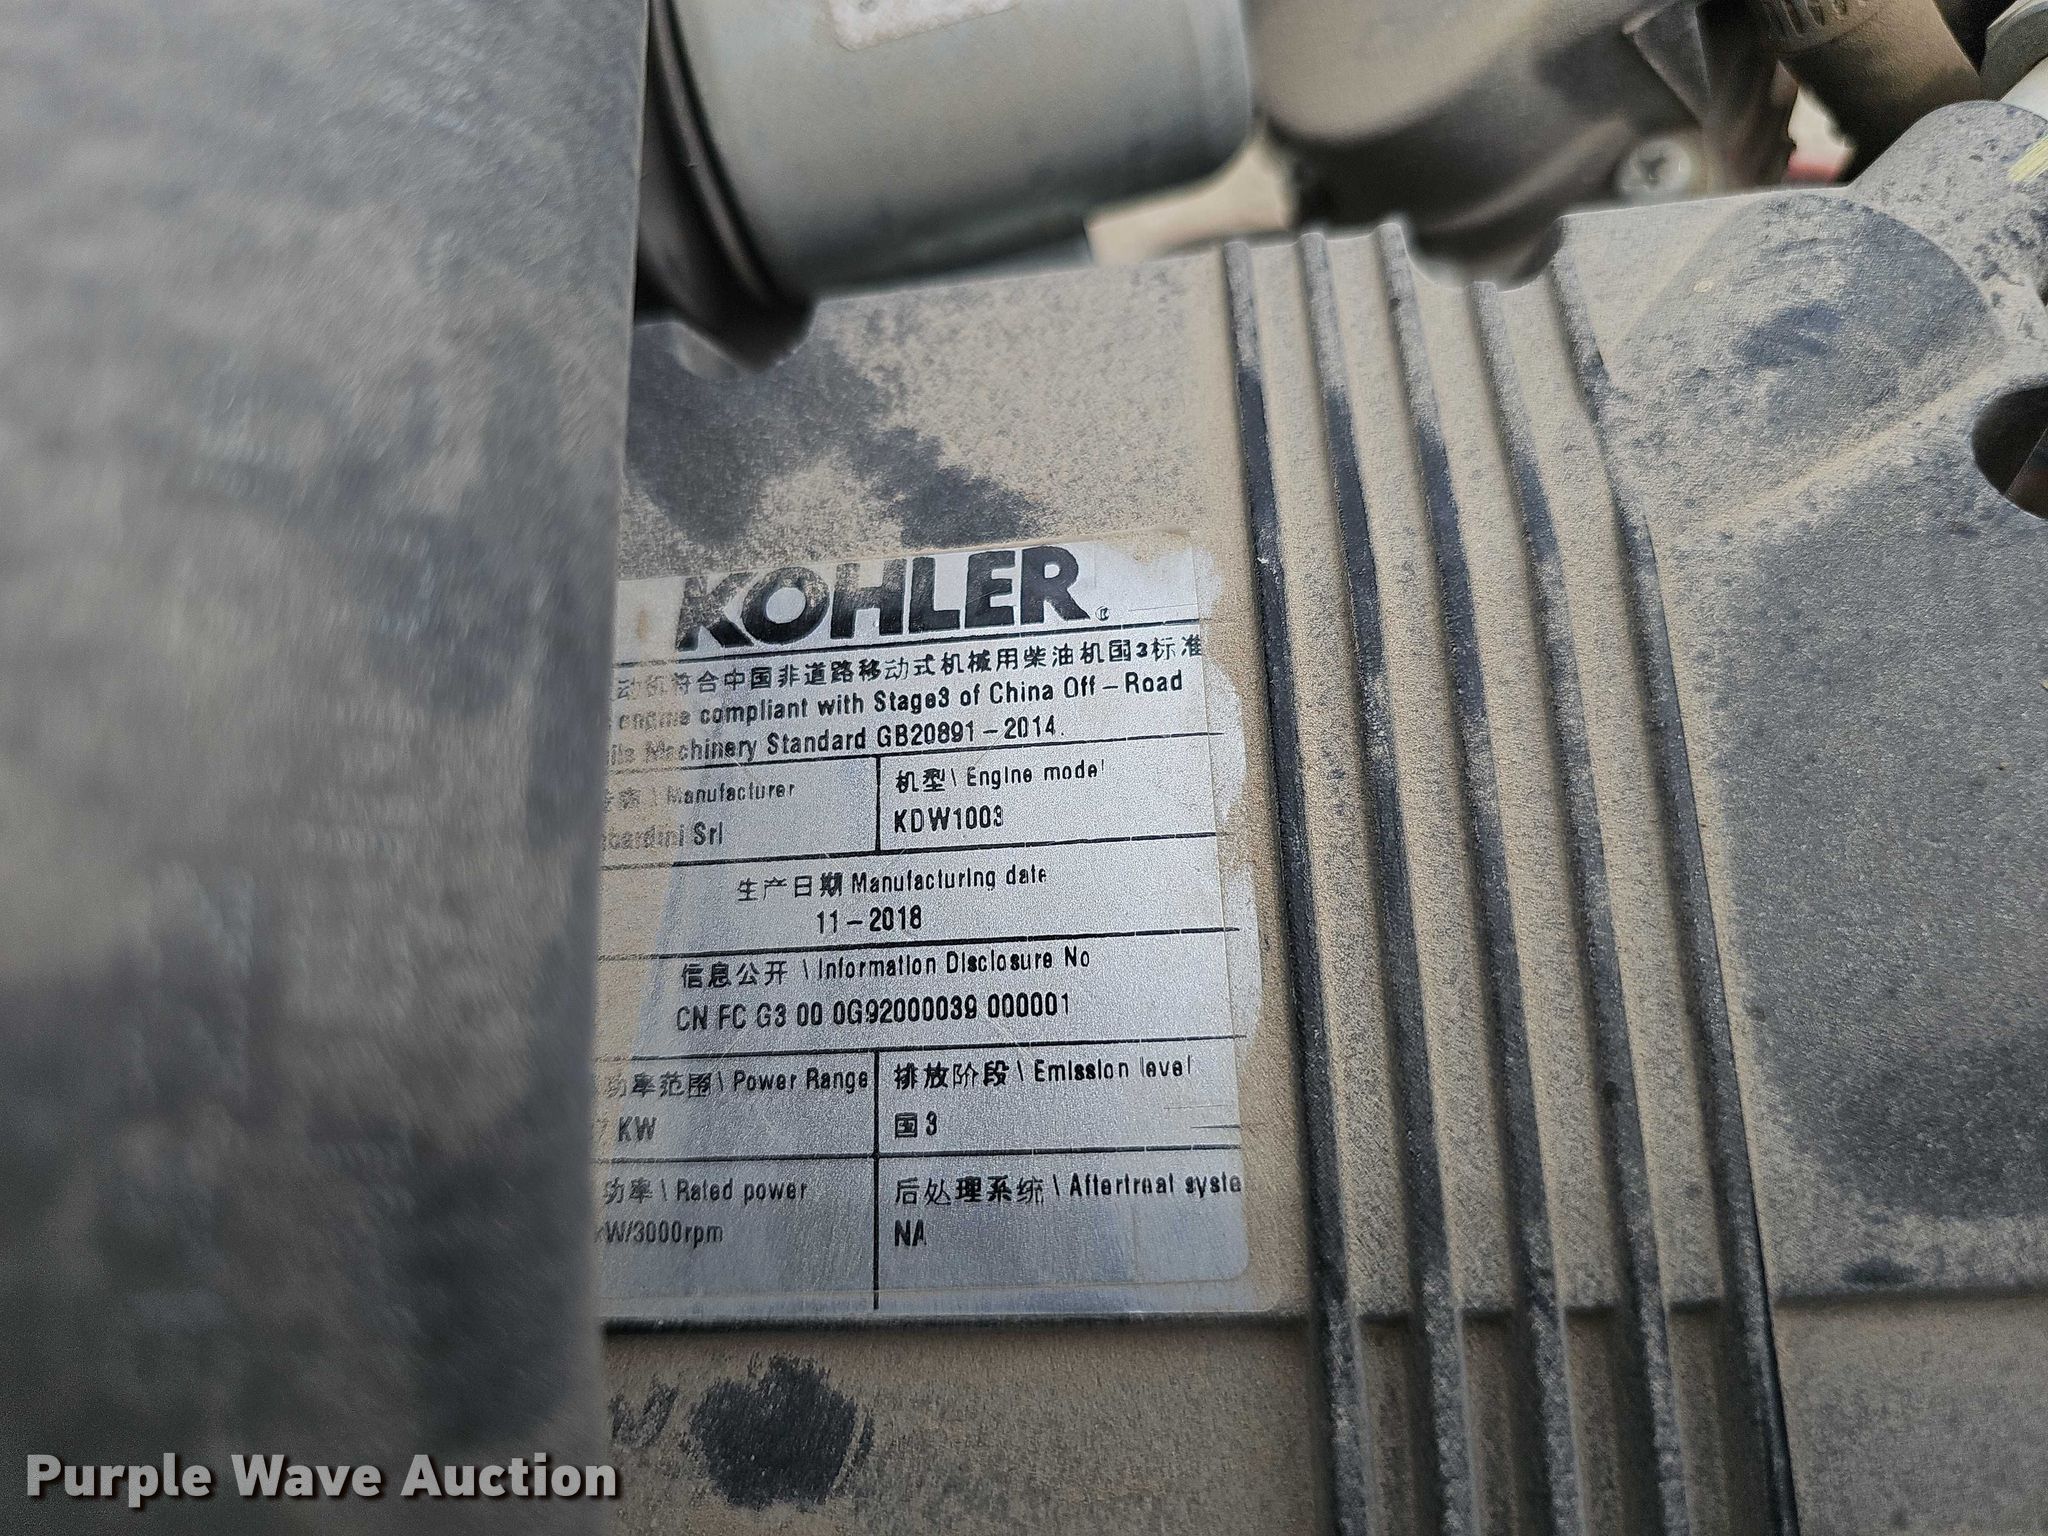 KOHLER®
动机符合中国非道路移动式机械用柴油机国3标准
engine compliant with Stage3 of China Off-Road
Machinery Standard GB20891-2014.
\ Manufacturer
Srl
机型 \ Engine model
KDW1003
生产日期 Manufacturing date
11-2018
信息公开 \ Information Disclosure No
CN FC G3 00 0G92000039 000001
功率范围 \ Power Range
KW
排放阶段 \ Emission level
国3
功率 \ Rated power
kW/3000rpm
后处理系统 \ Aftertreat syste
NA
Purple Wave Auction